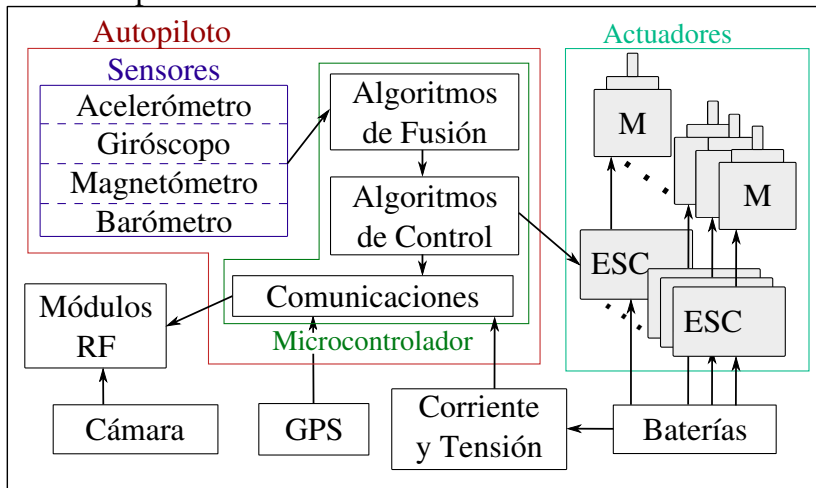 Autopiloto
Actuadores
Sensores
Acelerómetro
Giróscopo
Magnetómetro
Barómetro
Algoritmos
de Fusión
Algoritmos
de Control
Comunicaciones
Microcontrolador
M
M
ESC
ESC
Módulos
RF
Cámara
GPS
Corriente
y Tensión
Baterías